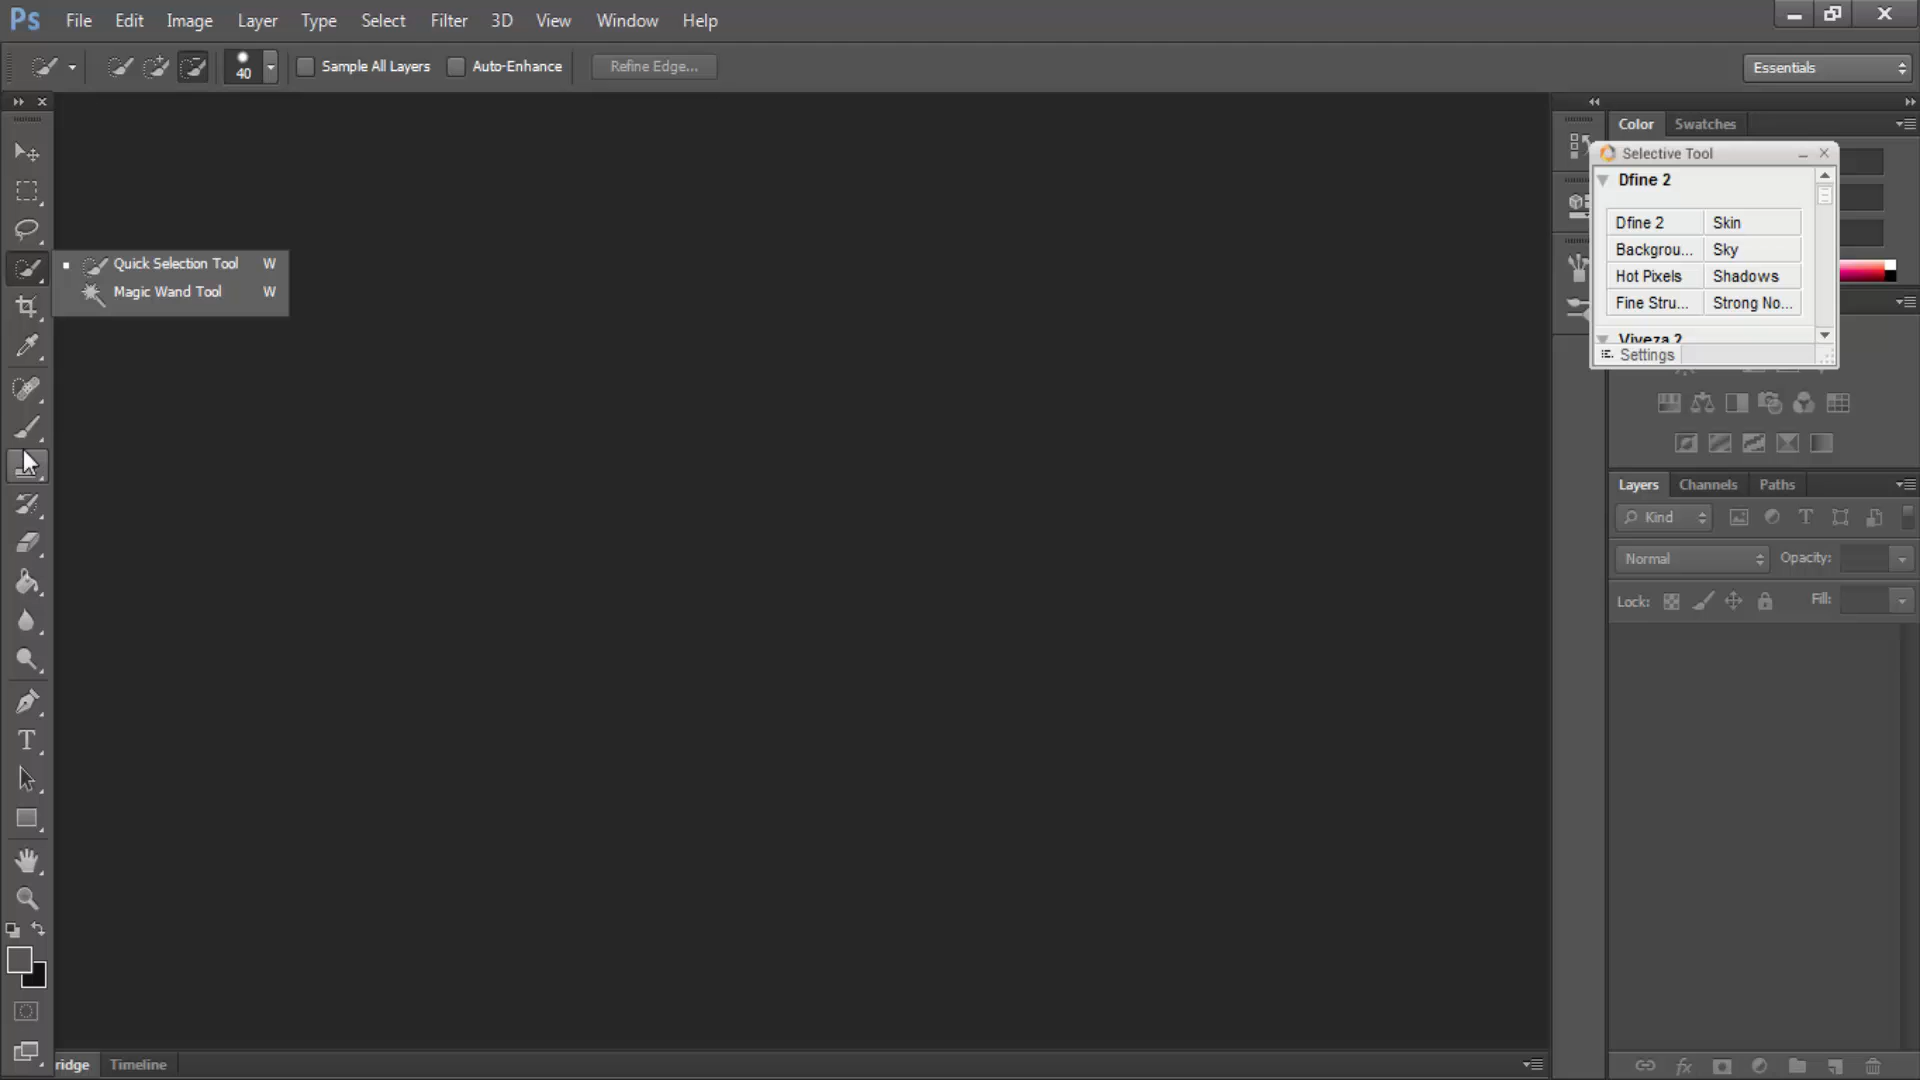 Ps File Edit Image Layer Type Select Filter 3D View Window Help
40 Sample All Layers Auto-Enhance Refine Edge... Essentials
Color Swatches
Selective Tool
Dfine 2
Dfine 2 Skin
Backgrou... Sky
Hot Pixels Shadows
Fine Stru... Strong No...
Viveza 2
Settings
Quick Selection Tool W
Magic Wand Tool W
Layers Channels Paths
Kind
Normal Opacity:
Lock: Fill:
ridge Timeline